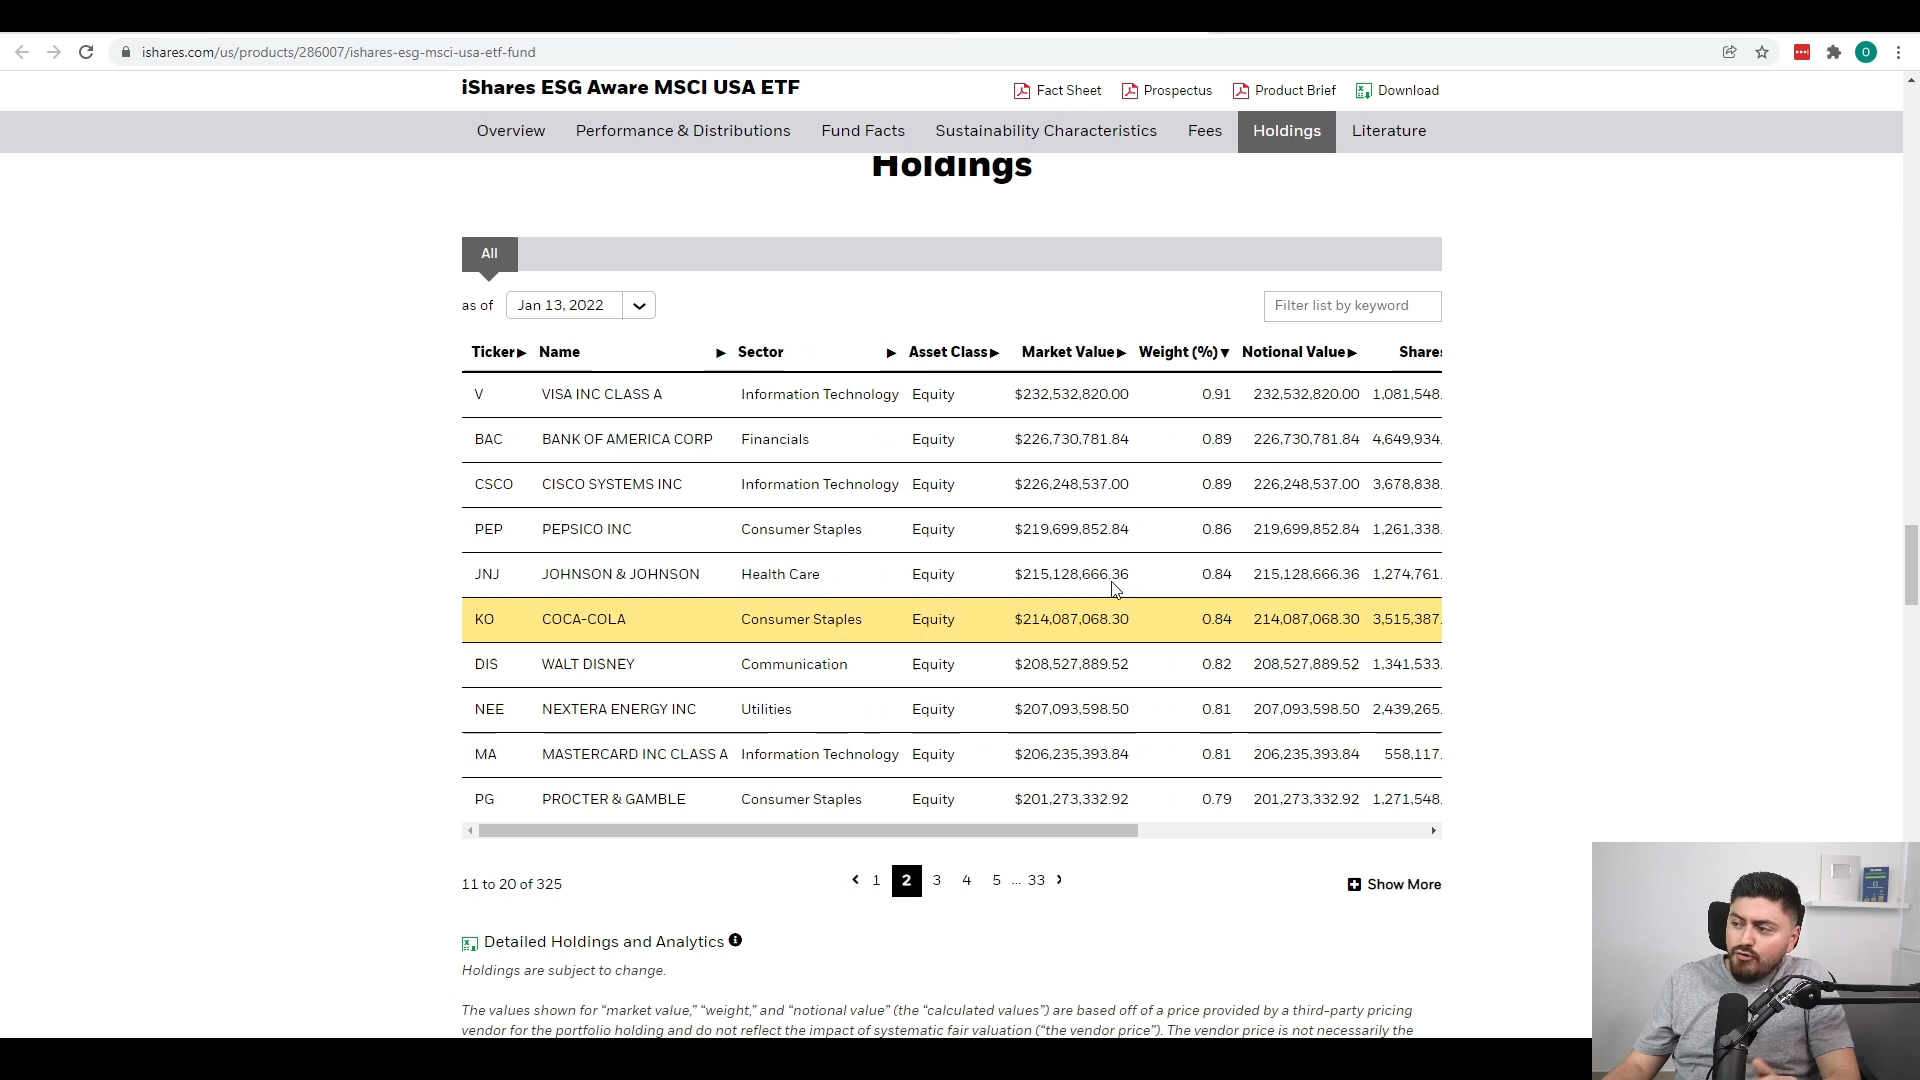 ishares.com/us/products/286007/ishares-esg-msci-usa-etf-fund
O
iShares ESG Aware MSCI USA ETF
Fact Sheet Prospectus Product Brief Download
Overview Performance & Distributions Fund Facts Sustainability Characteristics Fees Holdings Literature
Holdings
All
as of Jan 13, 2022 Filter list by keyword
Ticker▶ Name ▶ Sector ▶ Asset Class▶ Market Value▶ Weight (%)▼ Notional Value▶ Shares
V VISA INC CLASS A Information Technology Equity $232,532,820.00 0.91 232,532,820.00 1,081,548.
BAC BANK OF AMERICA CORP Financials Equity $226,730,781.84 0.89 226,730,781.84 4,649,934.
CSCO CISCO SYSTEMS INC Information Technology Equity $226,248,537.00 0.89 226,248,537.00 3,678,838.
PEP PEPSICO INC Consumer Staples Equity $219,699,852.84 0.86 219,699,852.84 1,261,338.
JNJ JOHNSON & JOHNSON Health Care Equity $215,128,666.36 0.84 215,128,666.36 1,274,761.
KO COCA-COLA Consumer Staples Equity $214,087,068.30 0.84 214,087,068.30 3,515,387.
DIS WALT DISNEY Communication Equity $208,527,889.52 0.82 208,527,889.52 1,341,533.
NEE NEXTERA ENERGY INC Utilities Equity $207,093,598.50 0.81 207,093,598.50 2,439,265.
MA MASTERCARD INC CLASS A Information Technology Equity $206,235,393.84 0.81 206,235,393.84 558,117.
PG PROCTER & GAMBLE Consumer Staples Equity $201,273,332.92 0.79 201,273,332.92 1,271,548.
11 to 20 of 325 1 2 3 4 5 ... 33 Show More
Detailed Holdings and Analytics
Holdings are subject to change.
The values shown for “market value,” “weight,” and “notional value” (the “calculated values”) are based off of a price provided by a third-party pricing
vendor for the portfolio holding and do not reflect the impact of systematic fair valuation (“the vendor price”). The vendor price is not necessarily the